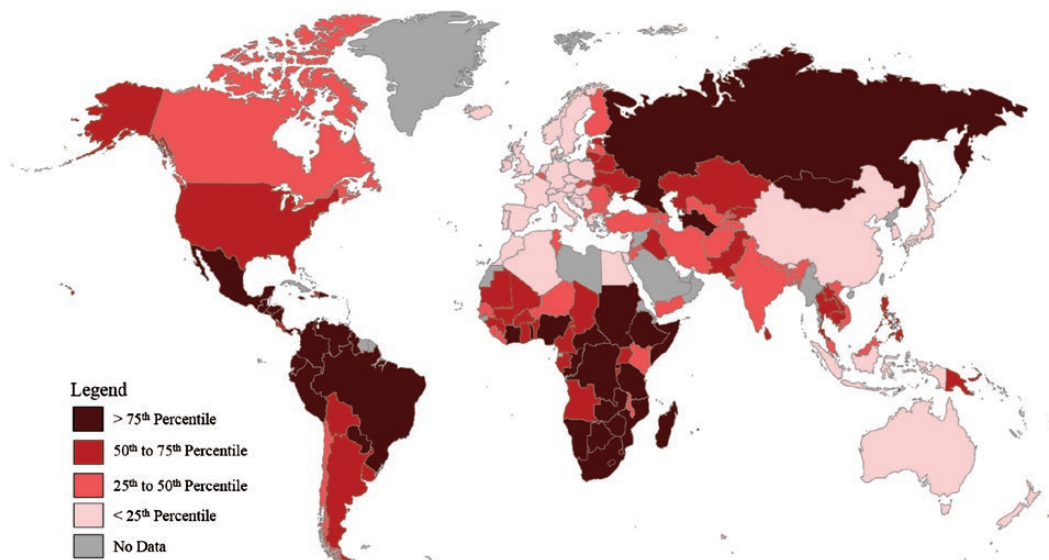 Legend
> 75th Percentile
50th to 75th Percentile
25th to 50th Percentile
< 25th Percentile
No Data